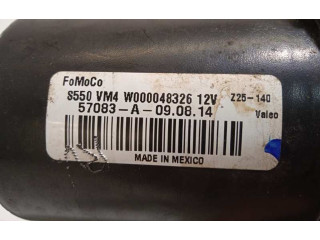 FoMoCo
S550 VM4 W000048326 12V Z25-140
57083-A-09.08.14 Valeo
MADE IN MEXICO